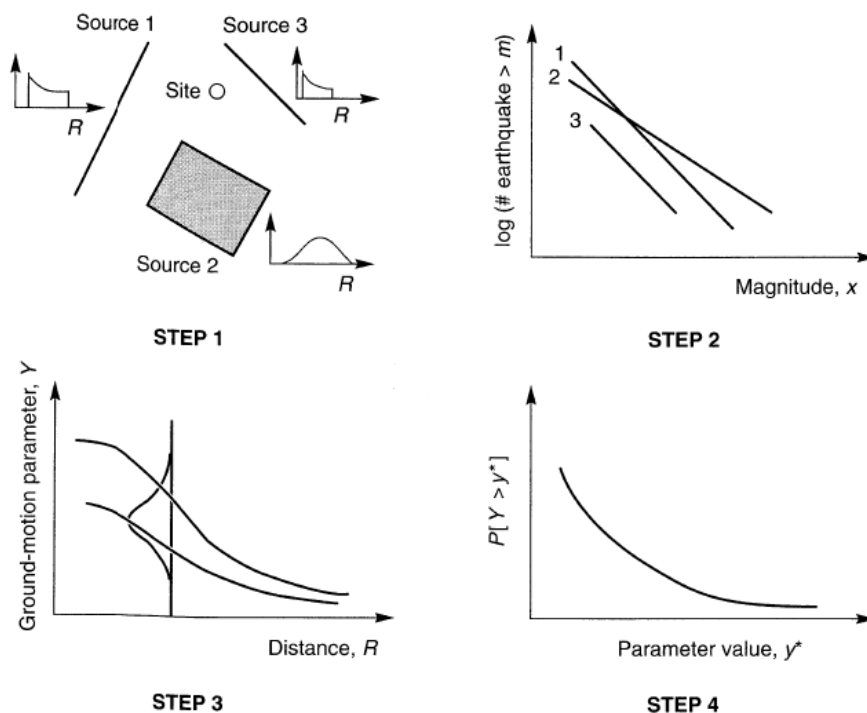 Source 1
Source 3
Site
R
R
Source 2
R
STEP 1
log (# earthquake > m)
1
2
3
Magnitude, x
STEP 2
Ground-motion parameter, Y
Distance, R
STEP 3
P[Y > y*]
Parameter value, y*
STEP 4